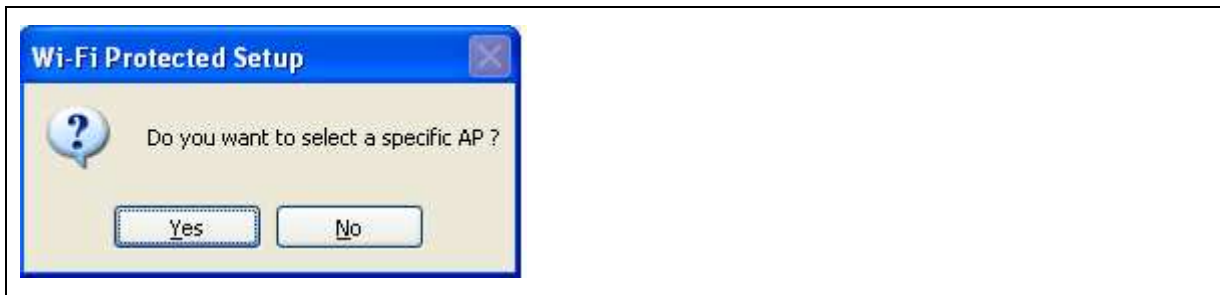 Wi-Fi Protected Setup
Do you want to select a specific AP ?
Yes No